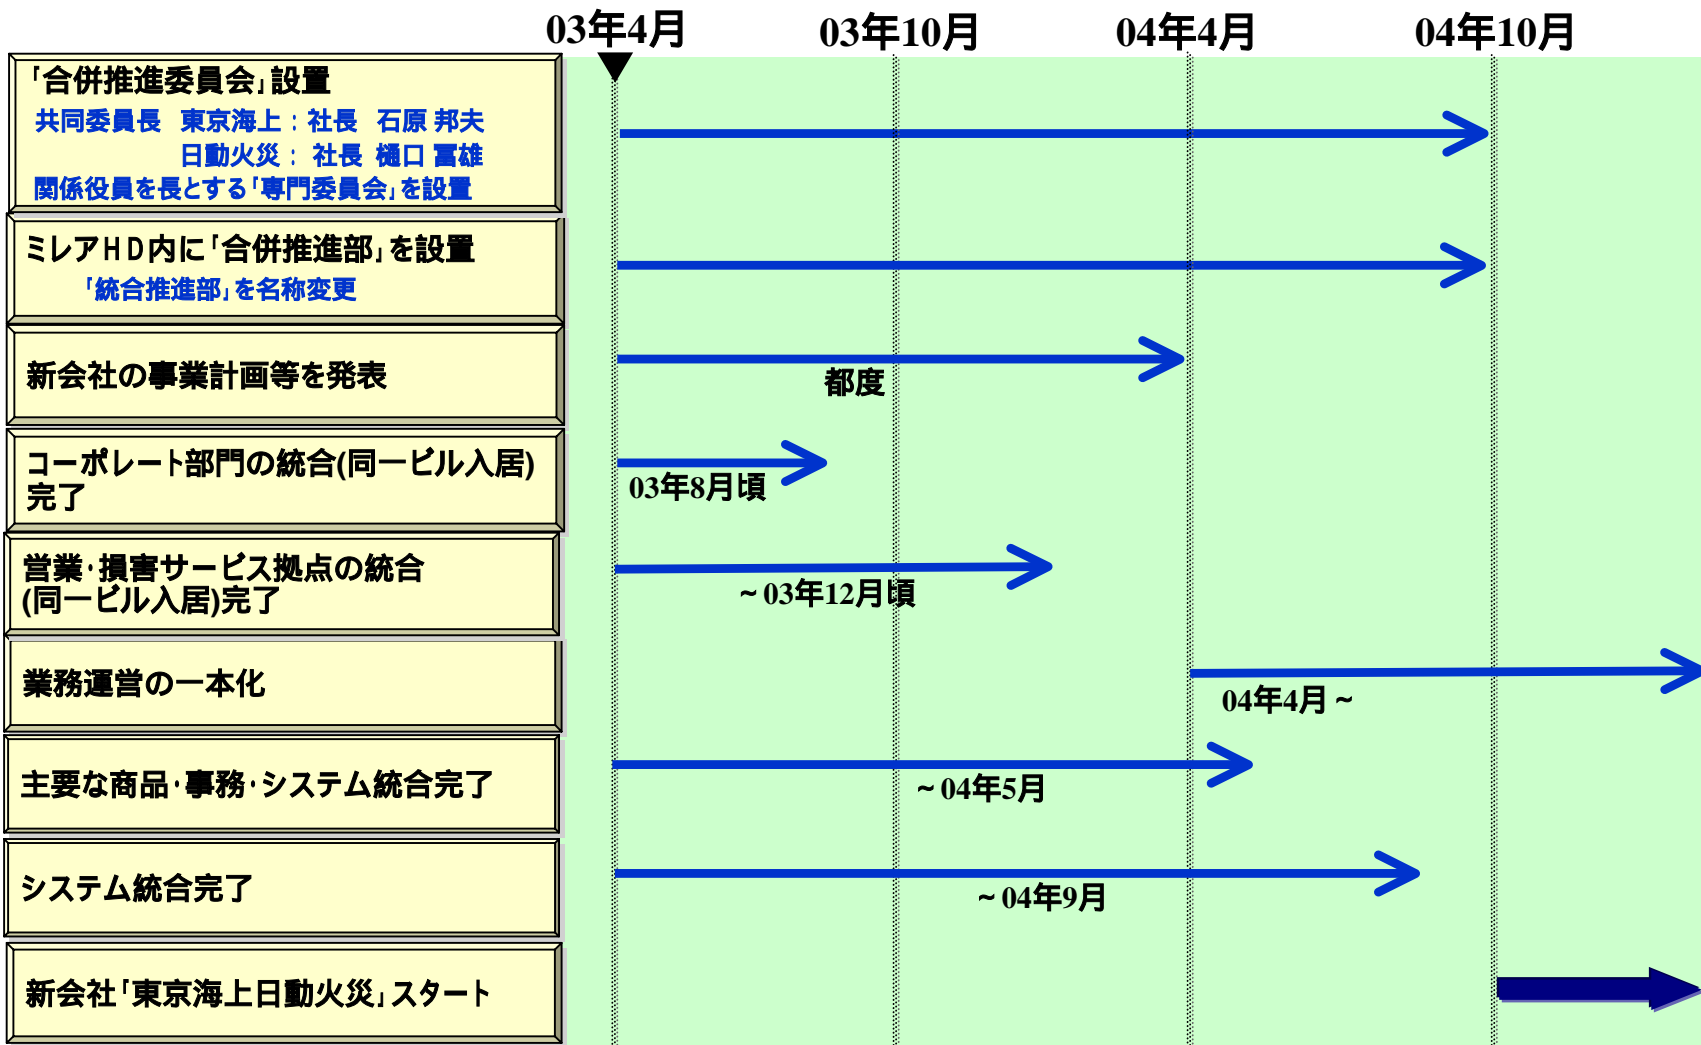 03年4月 03年10月 04年4月 04年10月
「合併推進委員会」設置
共同委員長 東京海上：社長 石原 邦夫
日動火災： 社長 樋口 冨雄
関係役員を長とする「専門委員会」を設置
ミレアＨＤ内に「合併推進部」を設置
「統合推進部」を名称変更
新会社の事業計画等を発表
都度
コーポレート部門の統合(同一ビル入居)
完了
03年8月頃
営業･損害サービス拠点の統合
(同一ビル入居)完了
～03年12月頃
業務運営の一本化
04年4月～
主要な商品･事務･システム統合完了
～04年5月
システム統合完了
～04年9月
新会社「東京海上日動火災」スタート